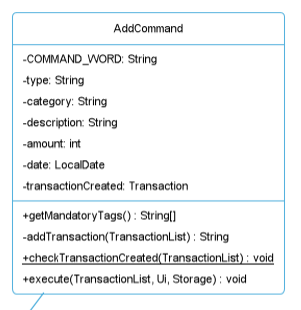 AddCommand
-COMMAND_WORD: String
-type: String
-category: String
-description: String
-amount: int
-date: LocalDate
-transactionCreated: Transaction
+getMandatoryTags() : String[]
-addTransaction(TransactionList) : String
+checkTransactionCreated(TransactionList) : void
+execute(TransactionList, Ui, Storage) : void